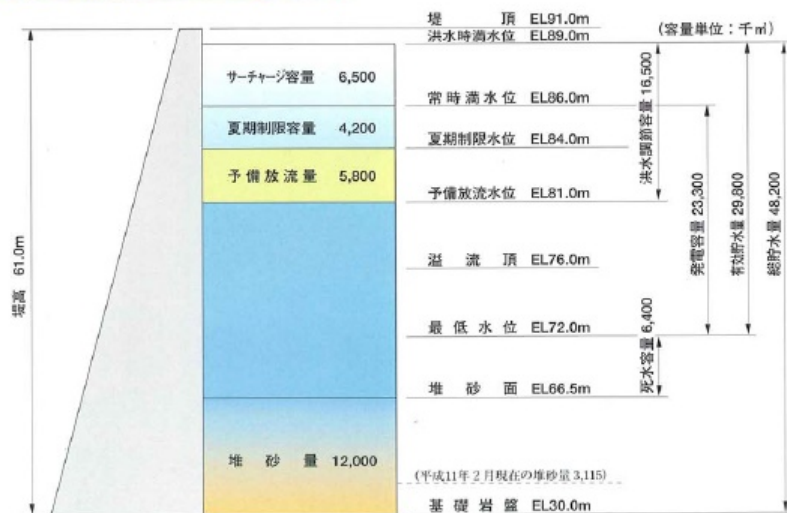 堤頂 EL91.0m
(容量単位：千㎥)
洪水時満水位 EL89.0m
サーチャージ容量 6,500
常時満水位 EL86.0m
夏期制限容量 4,200
夏期制限水位 EL84.0m
予備放流量 5,800
予備放流水位 EL81.0m
洪水調節容量 16,500
発電容量 23,300
有効貯水量 29,800
総貯水量 48,200
堤高 61.0m
溢流頂 EL76.0m
最低水位 EL72.0m
死水容量 6,400
堆砂面 EL66.5m
堆砂量 12,000
(平成11年2月現在の堆砂量 3,115)
基礎岩盤 EL30.0m